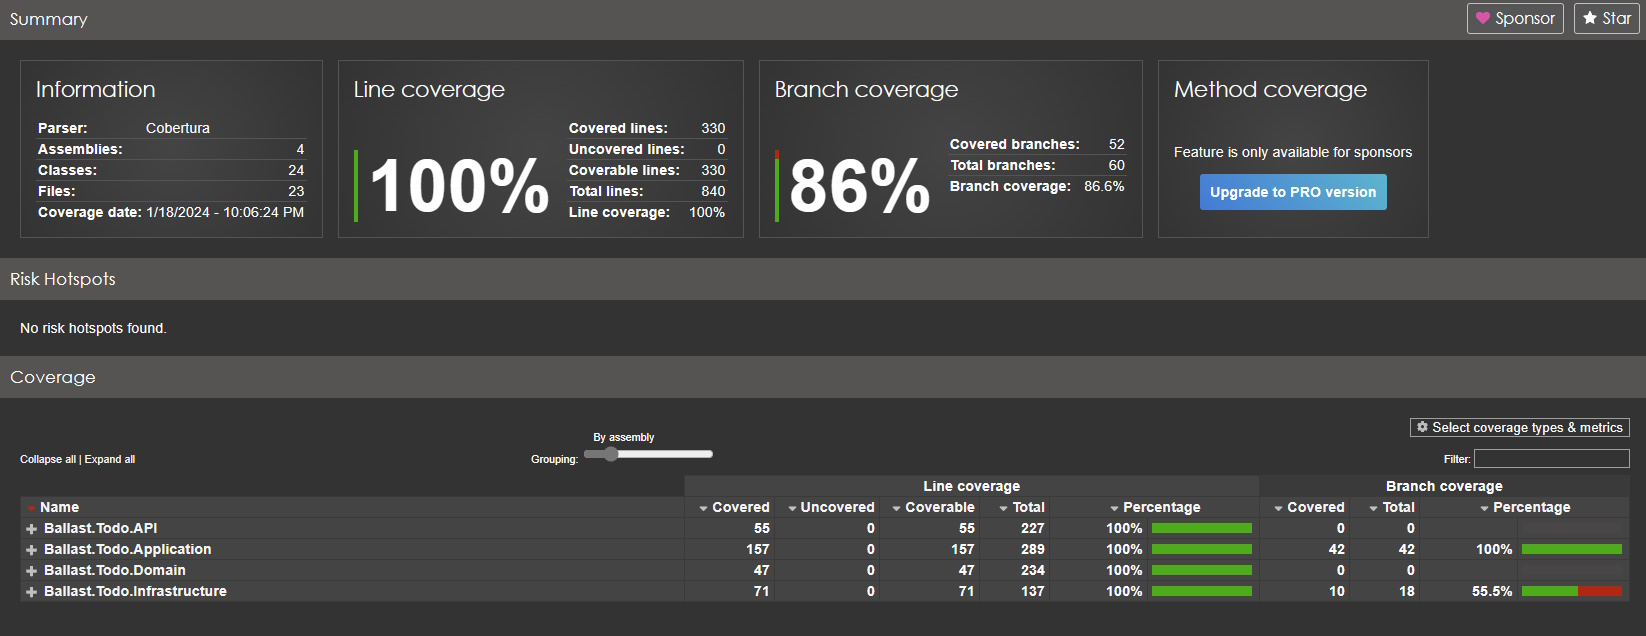 Summary
Sponsor
Star
Information
Parser: Cobertura
Assemblies: 4
Classes: 24
Files: 23
Coverage date: 1/18/2024 - 10:06:24 PM
Line coverage
100%
Covered lines: 330
Uncovered lines: 0
Coverable lines: 330
Total lines: 840
Line coverage: 100%
Branch coverage
86%
Covered branches: 52
Total branches: 60
Branch coverage: 86.6%
Method coverage
Feature is only available for sponsors
Upgrade to PRO version
Risk Hotspots
No risk hotspots found.
Coverage
Collapse all | Expand all
By assembly
Grouping:
Select coverage types & metrics
Filter:
Line coverage Branch coverage
Name Covered Uncovered Coverable Total Percentage Covered Total Percentage
Ballast.Todo.API 55 0 55 227 100% 0 0
Ballast.Todo.Application 157 0 157 289 100% 42 42 100%
Ballast.Todo.Domain 47 0 47 234 100% 0 0
Ballast.Todo.Infrastructure 71 0 71 137 100% 10 18 55.5%